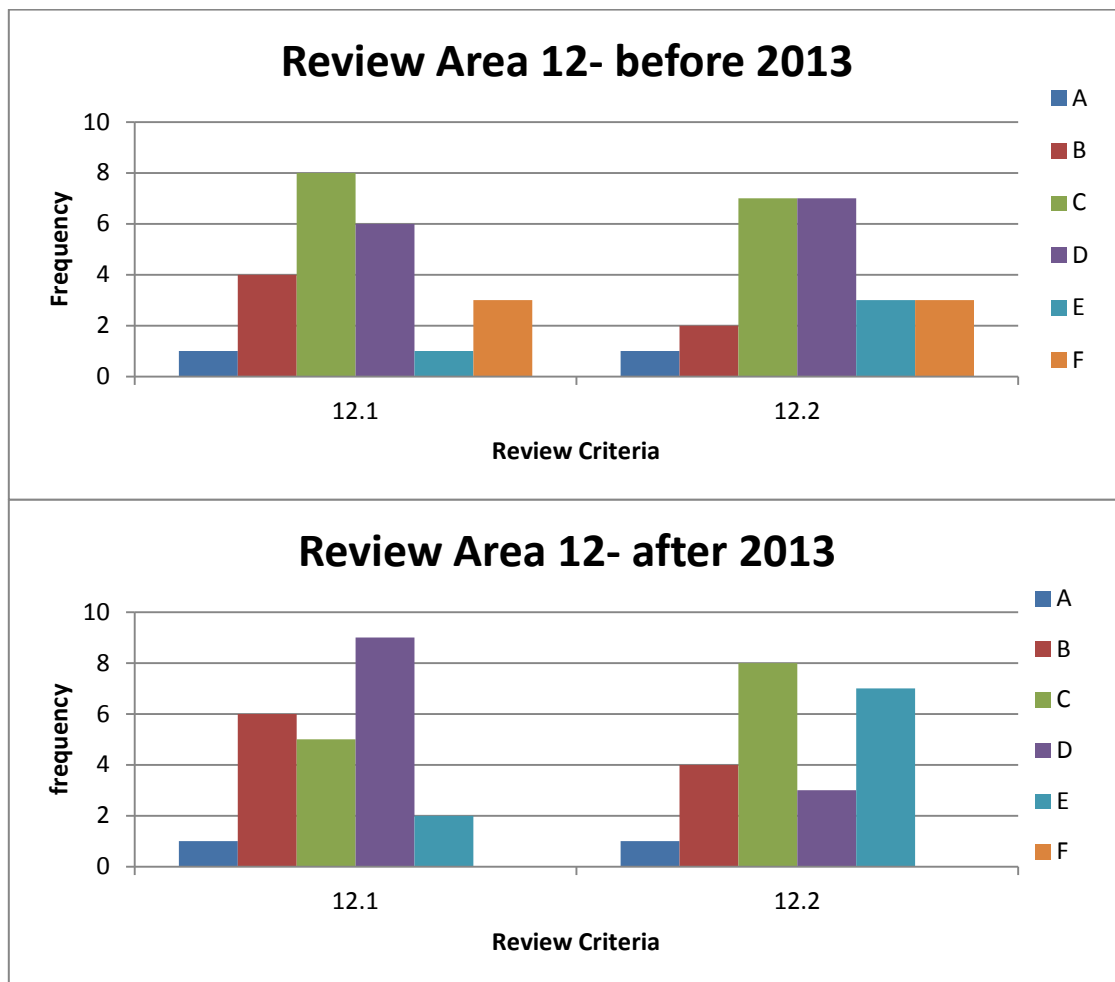 Review Area 12- before 2013
A
B
C
D
E
F
Frequency
10
8
6
4
2
0
12.1
12.2
Review Criteria
Review Area 12- after 2013
A
B
C
D
E
F
frequency
10
8
6
4
2
0
12.1
12.2
Review Criteria